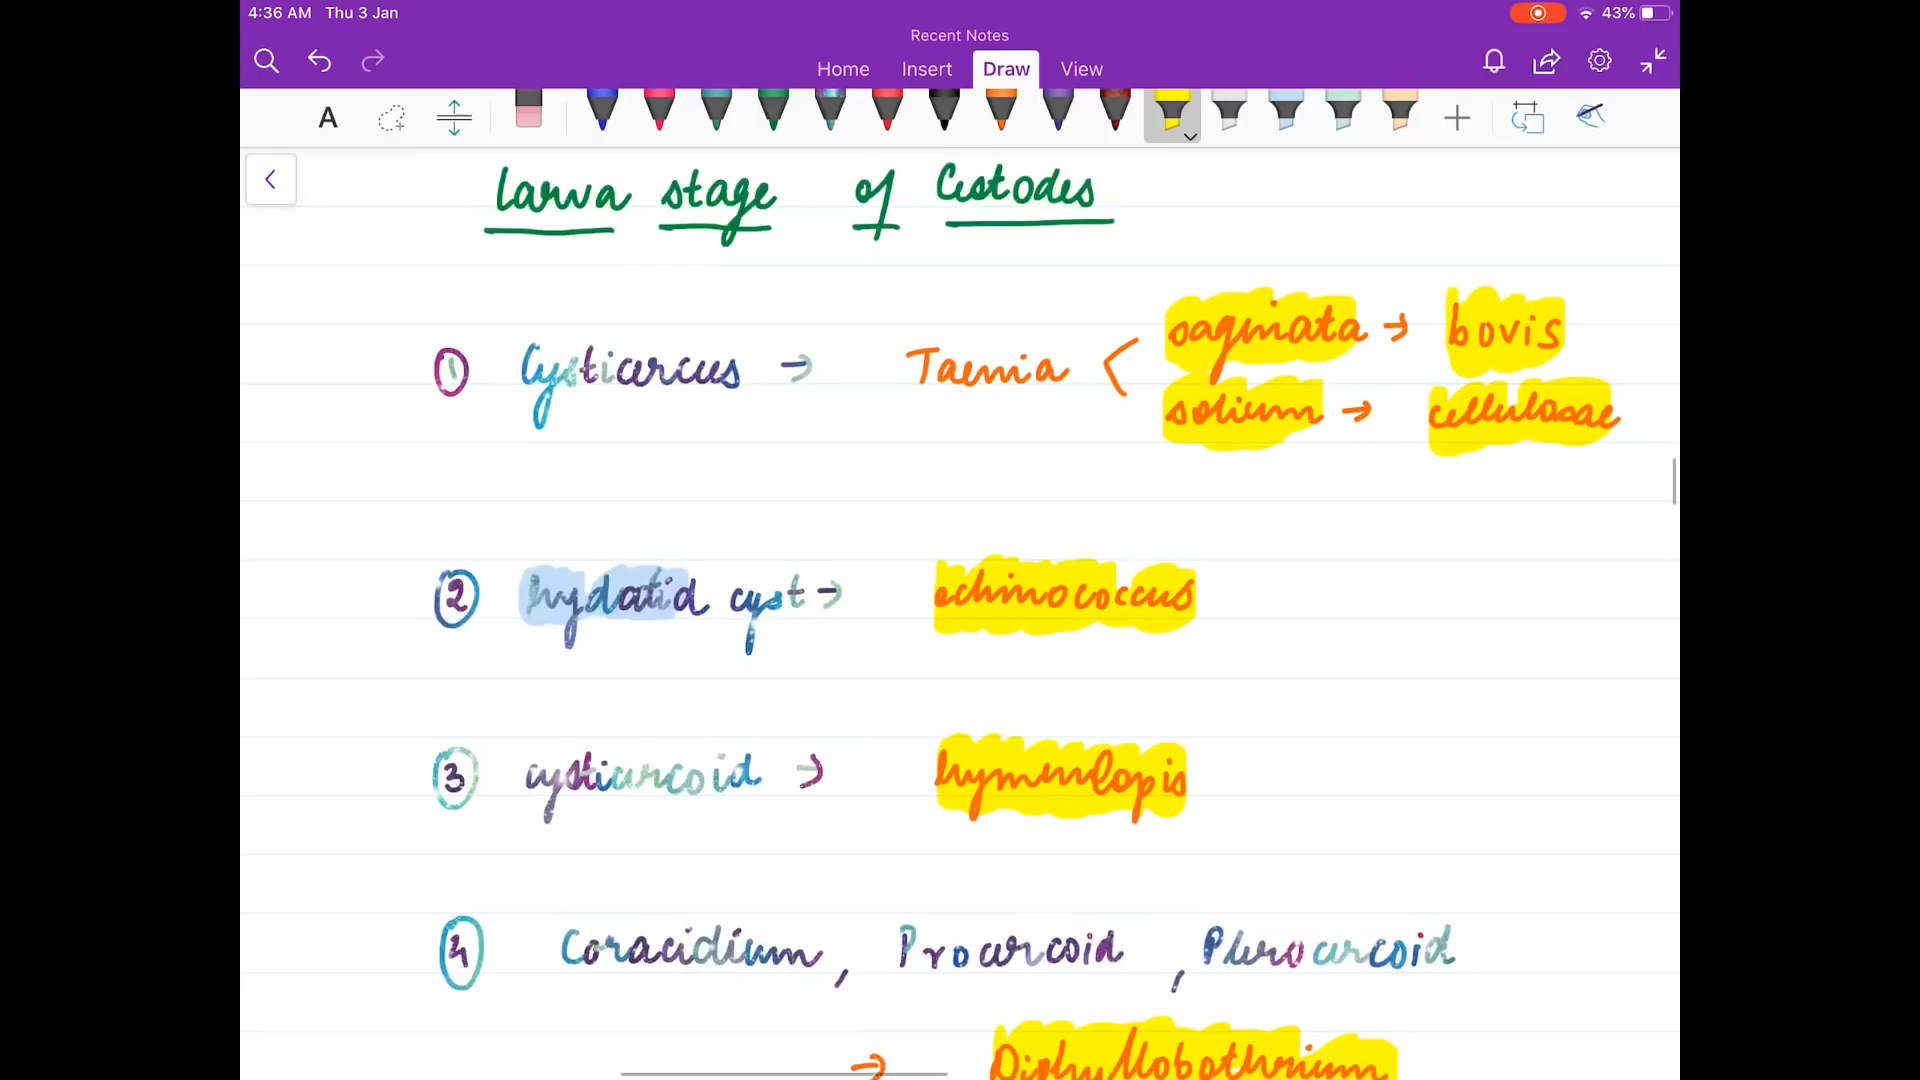 4:36 AM Thu 3 Jan
43%
Recent Notes
Home Insert Draw View
A
Larva stage of Cestodes
① Cysticercus → Taenia < saginata → bovis
solium → cellulosae
② hydatid cyst → echinococcus
③ cysticercoid → hymenlopis
④ Coracidium, Procercoid, Plerocercoid
→ Diphyllobothrium